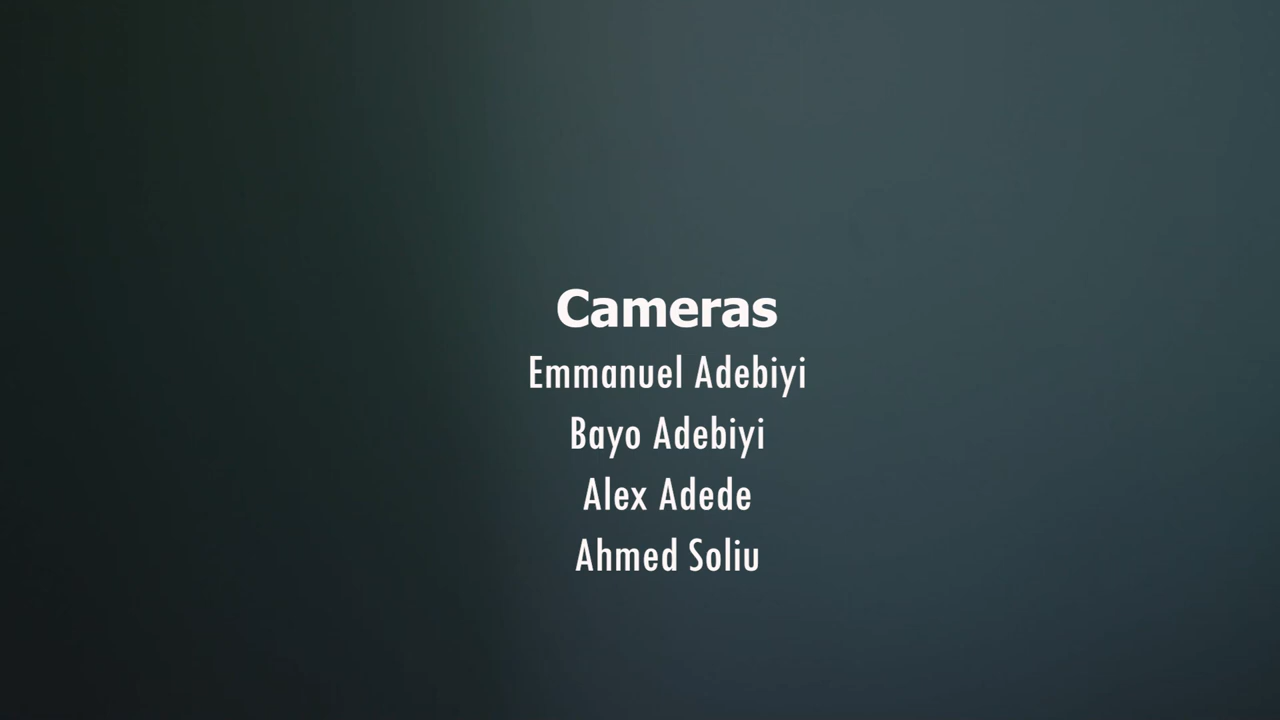 Cameras
Emmanuel Adebiyi
Bayo Adebiyi
Alex Adede
Ahmed Soliu